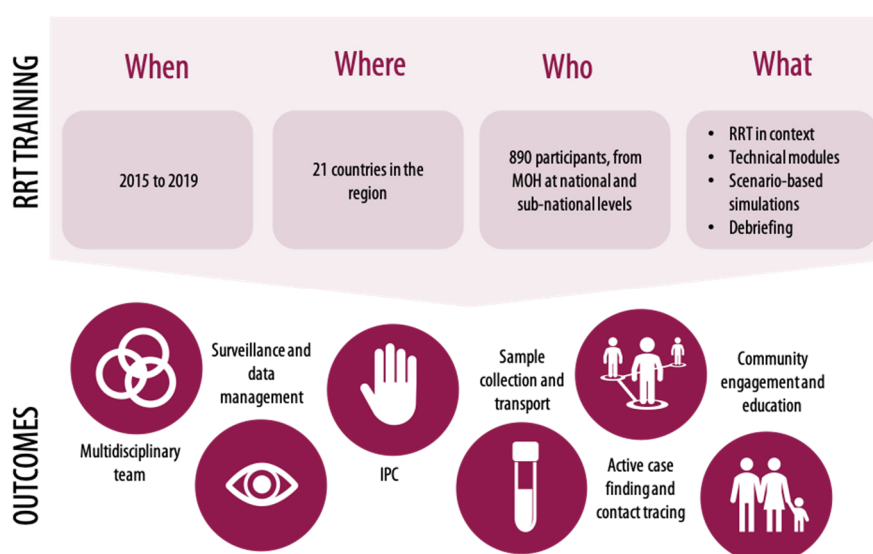 RRT TRAINING
When
Where
Who
What
2015 to 2019
21 countries in the
region
890 participants, from
MOH at national and
sub-national levels
• RRT in context
• Technical modules
• Scenario-based
simulations
• Debriefing
OUTCOMES
Multidisciplinary
team
Surveillance and
data
management
IPC
Sample
collection and
transport
Active case
finding and
contact tracing
Community
engagement and
education